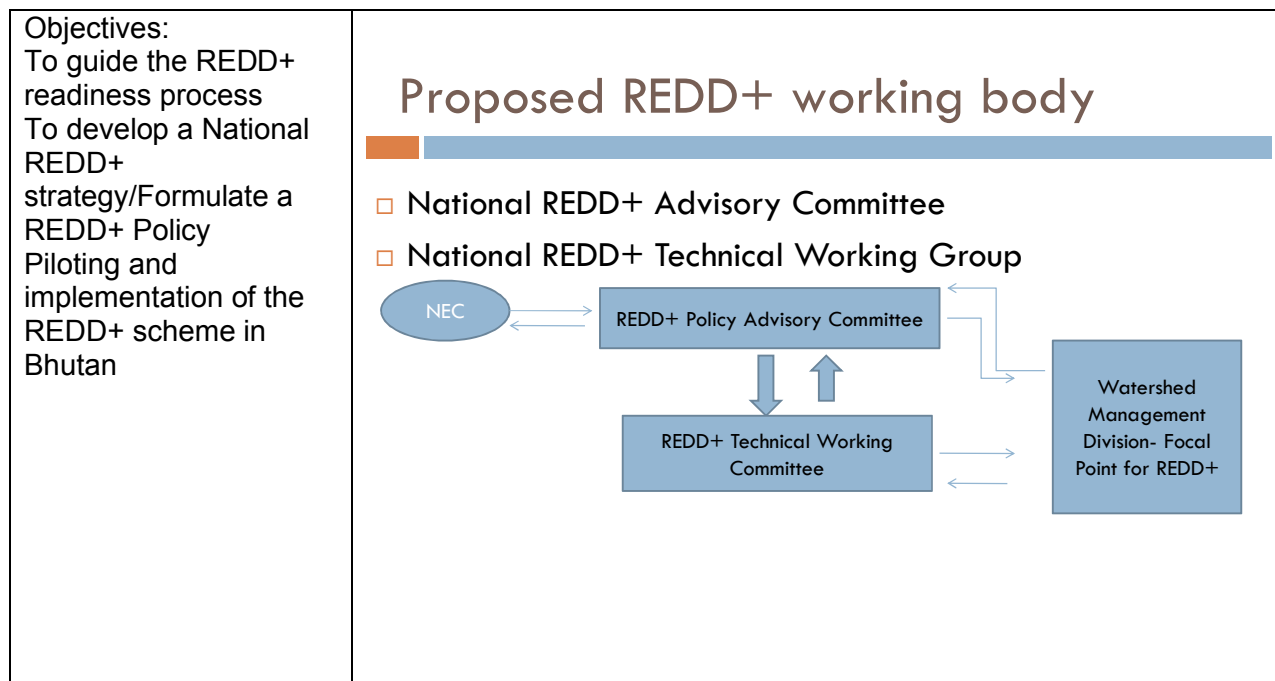 Objectives:
To guide the REDD+
readiness process
To develop a National
REDD+
strategy/Formulate a
REDD+ Policy
Piloting and
implementation of the
REDD+ scheme in
Bhutan
Proposed REDD+ working body
National REDD+ Advisory Committee
National REDD+ Technical Working Group
NEC
REDD+ Policy Advisory Committee
REDD+ Technical Working
Committee
Watershed
Management
Division- Focal
Point for REDD+